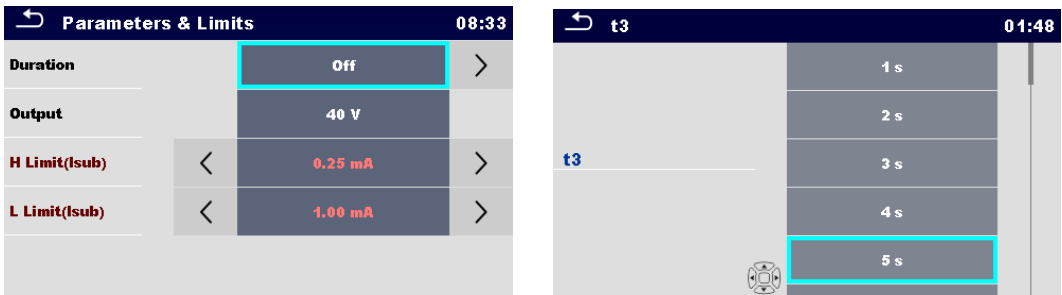 Parameters & Limits 08:33
Duration Off
Output 40 V
H Limit(Isub) 0.25 mA
L Limit(Isub) 1.00 mA
t3 01:48
1 s
2 s
t3 3 s
4 s
5 s